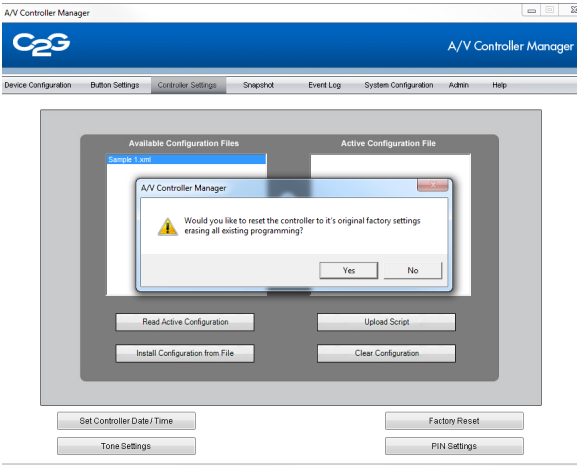 A/V Controller Manager
C2G
A/V Controller Manager
Device Configuration Button Settings Controller Settings Snapshot Event Log System Configuration Admin Help
Available Configuration Files Active Configuration File
Sample 1.xml
A/V Controller Manager
Would you like to reset the controller to it's original factory settings
erasing all existing programming?
Yes No
Read Active Configuration Upload Script
Install Configuration from File Clear Configuration
Set Controller Date / Time Factory Reset
Tone Settings PIN Settings